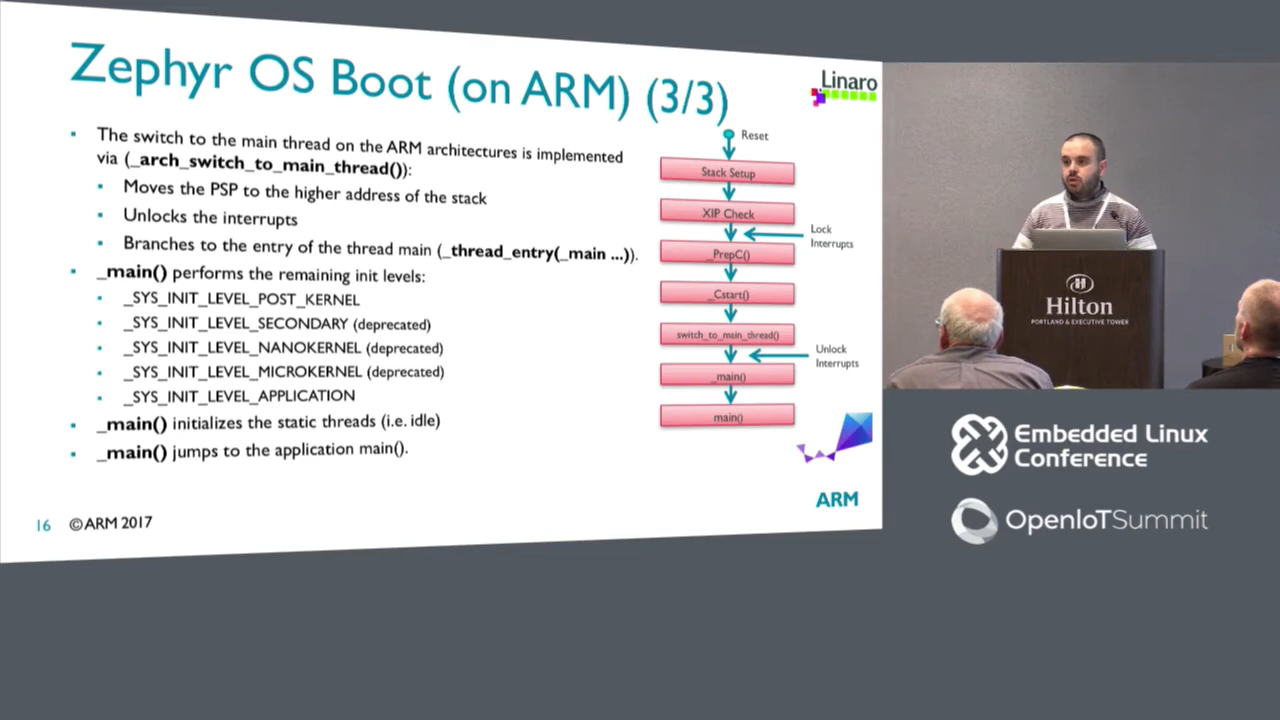 Zephyr OS Boot (on ARM) (3/3)
Linaro
The switch to the main thread on the ARM architectures is implemented
via (_arch_switch_to_main_thread()):
Moves the PSP to the higher address of the stack
Unlocks the interrupts
Branches to the entry of the thread main (_thread_entry(_main ...)).
_main() performs the remaining init levels:
_SYS_INIT_LEVEL_POST_KERNEL
_SYS_INIT_LEVEL_SECONDARY (deprecated)
_SYS_INIT_LEVEL_NANOKERNEL (deprecated)
_SYS_INIT_LEVEL_MICROKERNEL (deprecated)
_SYS_INIT_LEVEL_APPLICATION
_main() initializes the static threads (i.e. idle)
_main() jumps to the application main().
Reset
Stack Setup
XIP Check
Lock
Interrupts
_PrepC()
_Cstart()
switch_to_main_thread()
Unlock
Interrupts
_main()
main()
ARM
16 © ARM 2017
Hilton
PORTLAND & EXECUTIVE TOWER
Embedded Linux
Conference
OpenIoTSummit